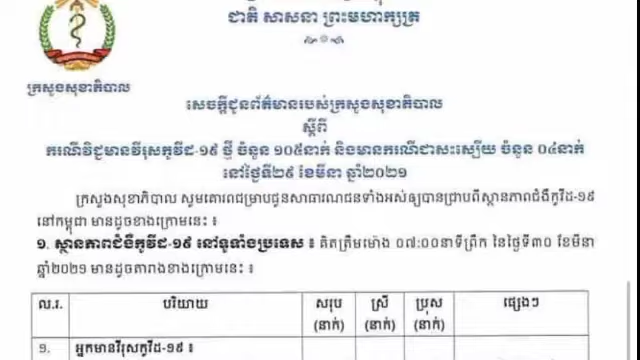 ជាតិ សាសនា ព្រះមហាក្សត្រ
ក្រសួងសុខាភិបាល
សេចក្តីជូនព័ត៌មានរបស់ក្រសួងសុខាភិបាល
ស្តីពី
ករណីវិជ្ជមានវីរុសកូវីដ-១៩ ថ្មី ចំនួន ១០៥នាក់ និងមានករណីជាសះស្បើយ ចំនួន ០៤នាក់
នៅថ្ងៃទី២៩ ខែមីនា ឆ្នាំ២០២១
ក្រសួងសុខាភិបាល សូមគោរពជម្រាបជូនសាធារណជនទាំងអស់ឲ្យបានជ្រាបពីស្ថានភាពជំងឺកូវីដ-១៩
នៅកម្ពុជា មានដូចខាងក្រោមនេះ ៖
១. ស្ថានភាពជំងឺកូវីដ-១៩ នៅទូទាំងប្រទេស ៖ គិតត្រឹមម៉ោង ០៧:០០នាទីព្រឹក នៃថ្ងៃទី៣០ ខែមីនា
ឆ្នាំ២០២១ មានដូចតារាងខាងក្រោមនេះ ៖
ល.រ. បរិយាយ សរុប (នាក់) ស្រី (នាក់) ប្រុស (នាក់) ផ្សេងៗ
១. អ្នកមានវីរុសកូវីដ-១៩ ៖